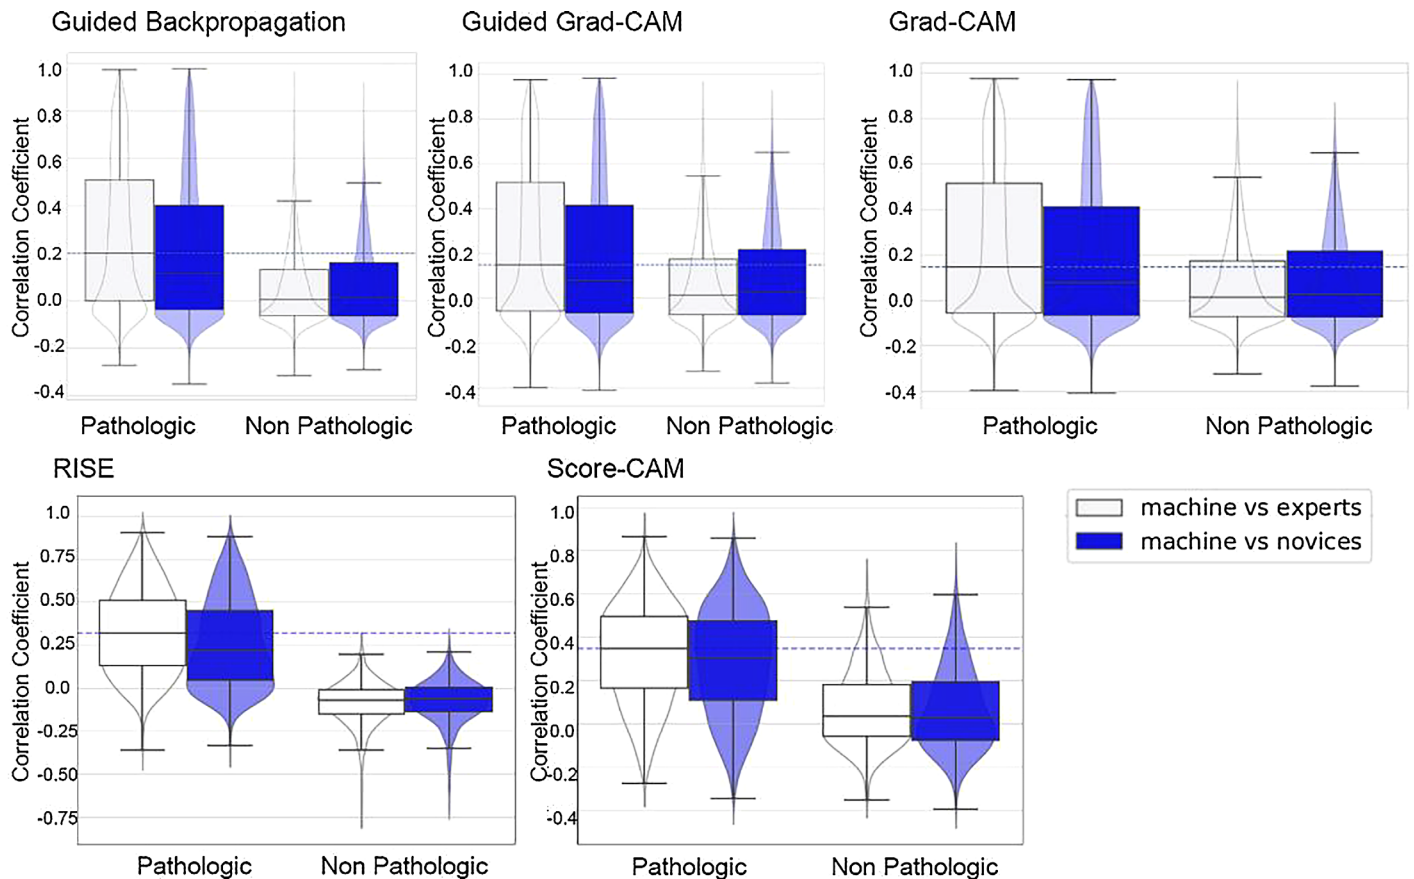 Guided Backpropagation
Guided Grad-CAM
Grad-CAM
Correlation Coefficient
1.0
0.8
0.6
0.4
0.2
0.0
-0.2
-0.4
Pathologic
Non Pathologic
Correlation Coefficient
1.0
0.8
0.6
0.4
0.2
0.0
-0.2
-0.4
Pathologic
Non Pathologic
Correlation Coefficient
1.0
0.8
0.6
0.4
0.2
0.0
-0.2
-0.4
Pathologic
Non Pathologic
RISE
Score-CAM
Correlation Coefficient
1.0
0.75
0.50
0.25
0.0
-0.25
-0.50
-0.75
Pathologic
Non Pathologic
Correlation Coefficient
1.0
0.8
0.6
0.4
0.2
0.0
-0.2
-0.4
Pathologic
Non Pathologic
machine vs experts
machine vs novices